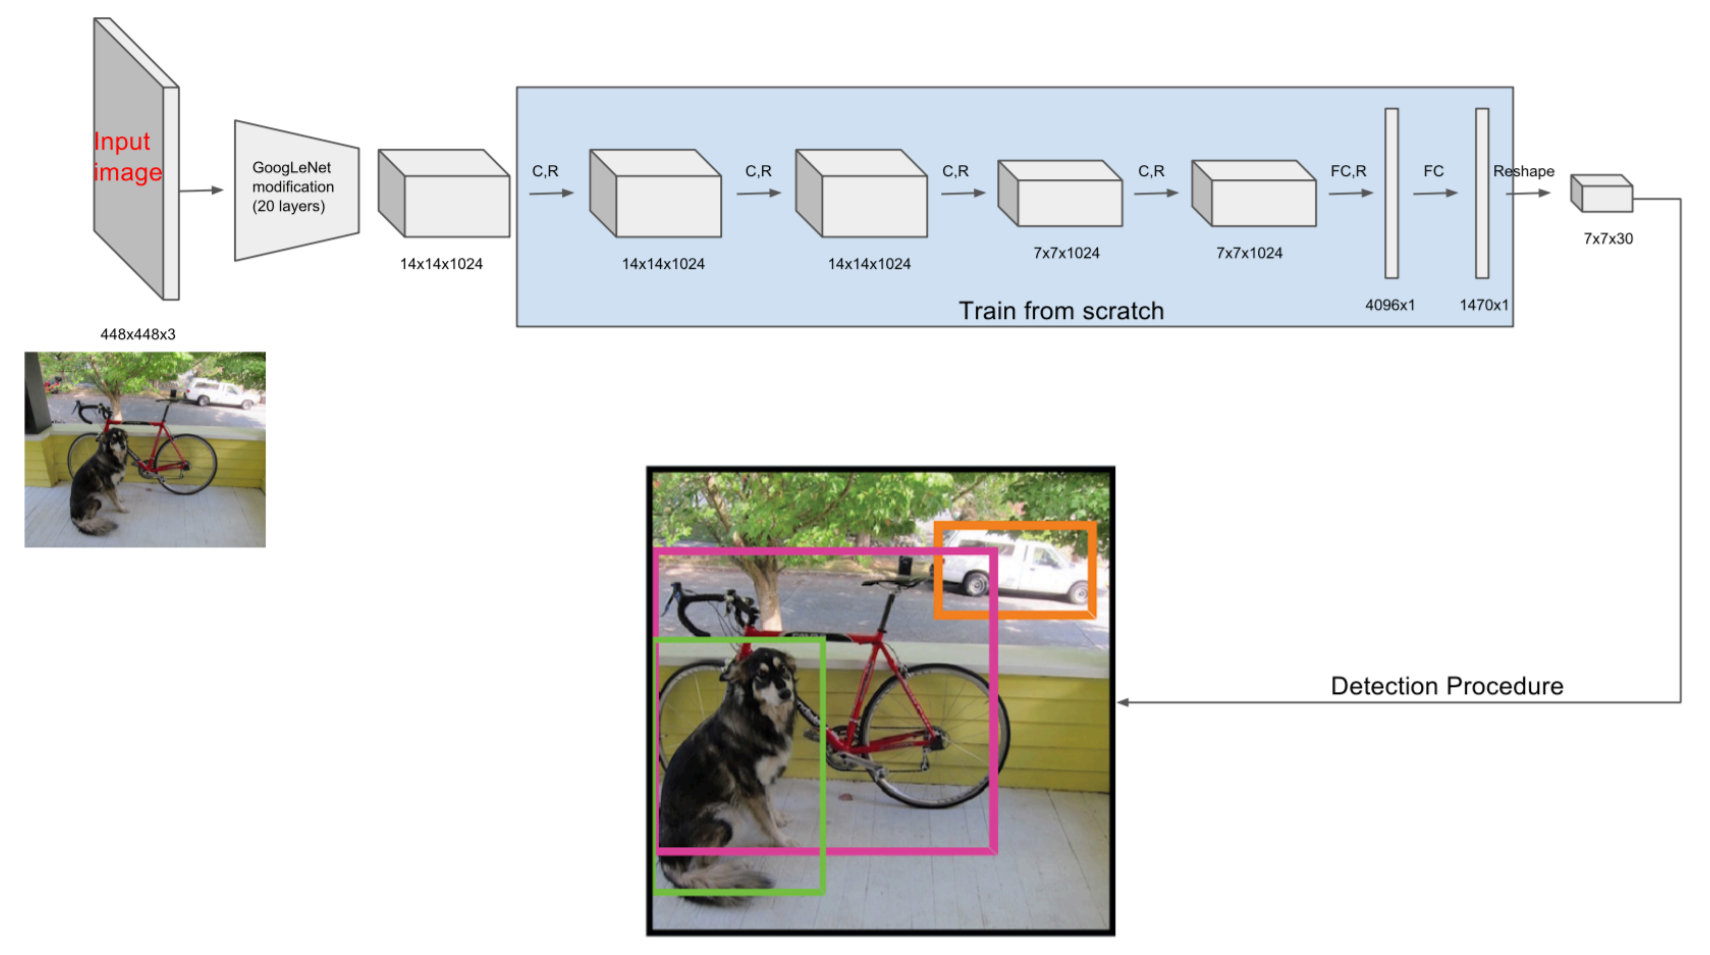 Input
image
448x448x3
GoogLeNet
modification
(20 layers)
14x14x1024
C,R
14x14x1024
C,R
14x14x1024
C,R
7x7x1024
C,R
7x7x1024
FC,R
4096x1
FC
1470x1
Reshape
7x7x30
Train from scratch
Detection Procedure